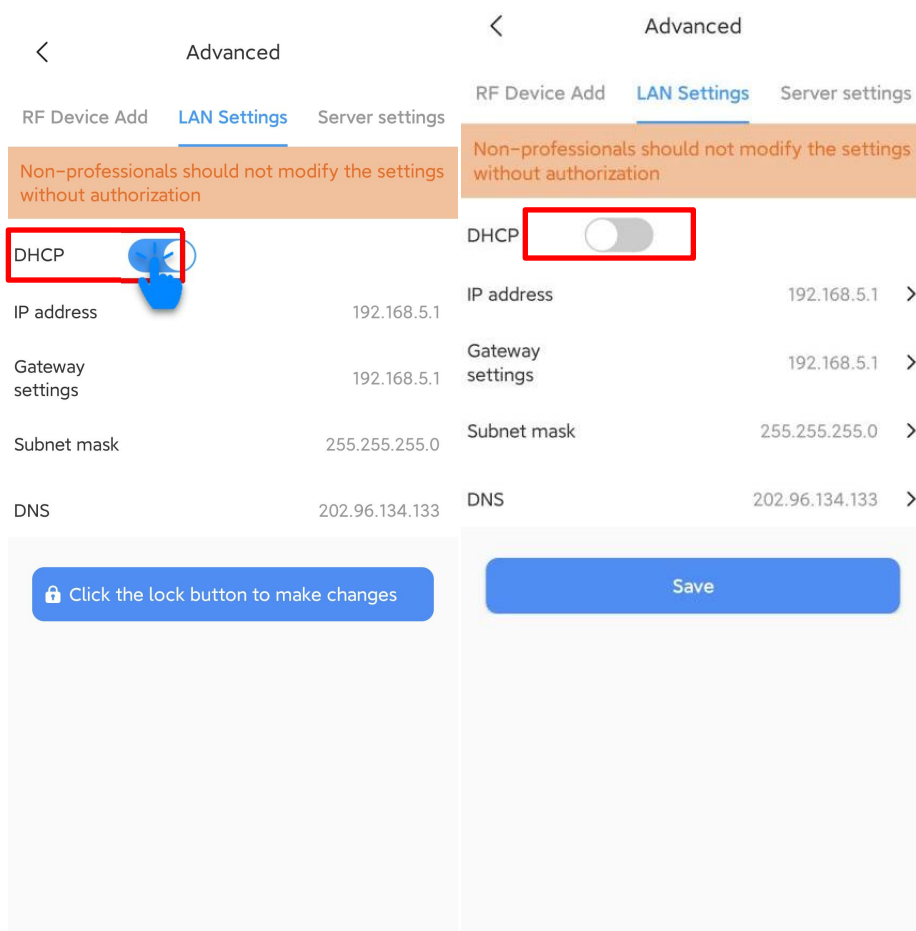 Advanced
RF Device Add LAN Settings Server settings
Non-professionals should not modify the settings
without authorization
DHCP
IP address 192.168.5.1
Gateway
settings 192.168.5.1
Subnet mask 255.255.255.0
DNS 202.96.134.133
Click the lock button to make changes
Advanced
RF Device Add LAN Settings Server settings
Non-professionals should not modify the settings
without authorization
DHCP
IP address 192.168.5.1
Gateway
settings 192.168.5.1
Subnet mask 255.255.255.0
DNS 202.96.134.133
Save